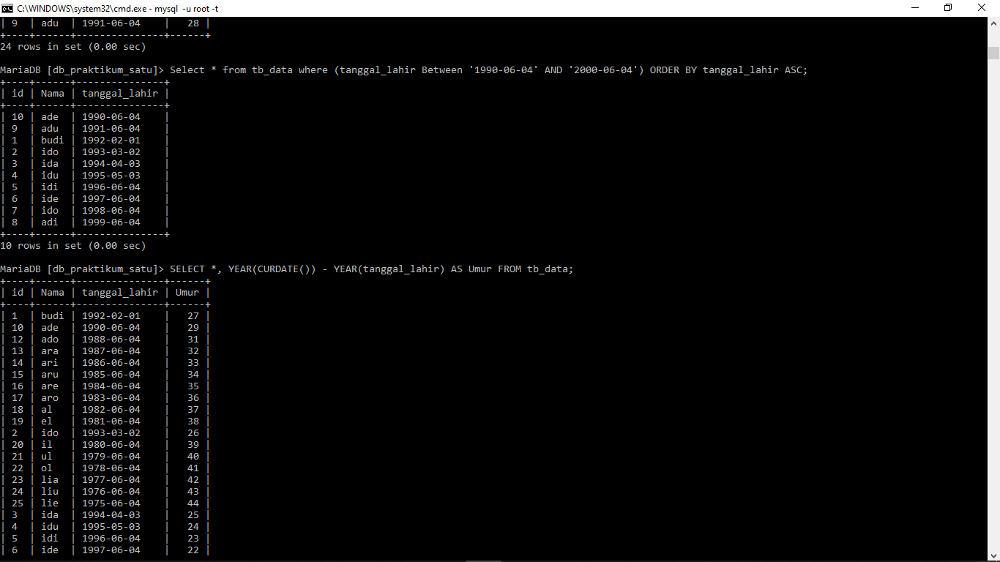 C:\WINDOWS\system32\cmd.exe - mysql  -u root -t
| 9  | adu  | 1991-06-04    |   28 |
+----+------+---------------+------+
24 rows in set (0.00 sec)
MariaDB [db_praktikum_satu]> Select * from tb_data where (tanggal_lahir Between '1990-06-04' AND '2000-06-04') ORDER BY tanggal_lahir ASC;
+----+------+---------------+
| id | Nama | tanggal_lahir |
+----+------+---------------+
| 10 | ade  | 1990-06-04    |
| 9  | adu  | 1991-06-04    |
| 1  | budi | 1992-02-01    |
| 2  | ido  | 1993-03-02    |
| 3  | ida  | 1994-04-03    |
| 4  | idu  | 1995-05-03    |
| 5  | idi  | 1996-06-04    |
| 6  | ide  | 1997-06-04    |
| 7  | ido  | 1998-06-04    |
| 8  | adi  | 1999-06-04    |
+----+------+---------------+
10 rows in set (0.00 sec)
MariaDB [db_praktikum_satu]> SELECT *, YEAR(CURDATE()) - YEAR(tanggal_lahir) AS Umur FROM tb_data;
+----+------+---------------+------+
| id | Nama | tanggal_lahir | Umur |
+----+------+---------------+------+
| 1  | budi | 1992-02-01    |   27 |
| 10 | ade  | 1990-06-04    |   29 |
| 12 | ado  | 1988-06-04    |   31 |
| 13 | ara  | 1987-06-04    |   32 |
| 14 | ari  | 1986-06-04    |   33 |
| 15 | aru  | 1985-06-04    |   34 |
| 16 | are  | 1984-06-04    |   35 |
| 17 | aro  | 1983-06-04    |   36 |
| 18 | al   | 1982-06-04    |   37 |
| 19 | el   | 1981-06-04    |   38 |
| 2  | ido  | 1993-03-02    |   26 |
| 20 | il   | 1980-06-04    |   39 |
| 21 | ul   | 1979-06-04    |   40 |
| 22 | ol   | 1978-06-04    |   41 |
| 23 | lia  | 1977-06-04    |   42 |
| 24 | liu  | 1976-06-04    |   43 |
| 25 | lie  | 1975-06-04    |   44 |
| 3  | ida  | 1994-04-03    |   25 |
| 4  | idu  | 1995-05-03    |   24 |
| 5  | idi  | 1996-06-04    |   23 |
| 6  | ide  | 1997-06-04    |   22 |